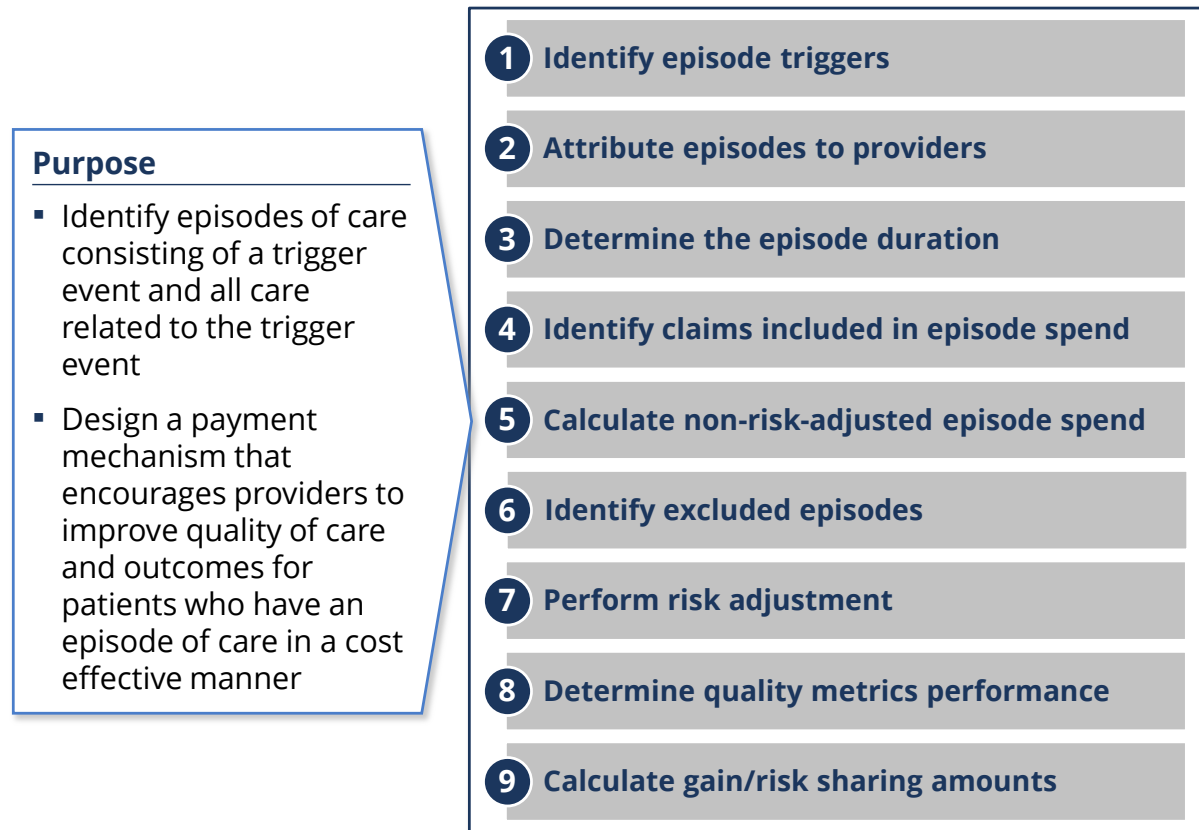 Purpose
▪ Identify episodes of care
consisting of a trigger
event and all care
related to the trigger
event
▪ Design a payment
mechanism that
encourages providers to
improve quality of care
and outcomes for
patients who have an
episode of care in a cost
effective manner
1 Identify episode triggers
2 Attribute episodes to providers
3 Determine the episode duration
4 Identify claims included in episode spend
5 Calculate non-risk-adjusted episode spend
6 Identify excluded episodes
7 Perform risk adjustment
8 Determine quality metrics performance
9 Calculate gain/risk sharing amounts